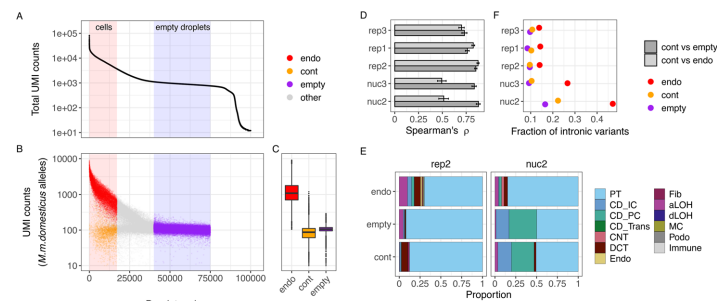 A
cells
empty droplets
Total UMI counts
1e+05
1e+04
1e+03
1e+02
1e+01
endo
cont
empty
other
B
UMI counts
(M.m.domesticus alleles)
10000
1000
100
10
0
25000
50000
75000
100000
C
endo
cont
empty
D
rep3
rep1
rep2
nuc3
nuc2
0
0.25
0.5
0.75
Spearman's ρ
cont vs empty
cont vs endo
F
rep3
rep1
rep2
nuc3
nuc2
0.1
0.2
0.3
0.4
Fraction of intronic variants
endo
cont
empty
E
rep2
nuc2
endo
empty
cont
0
0.25
0.5
0.75
1
0
0.25
0.5
0.75
1
Proportion
PT
CD_IC
CD_PC
CD_Trans
CNT
DCT
Endo
Fib
aLOH
dLOH
MC
Podo
Immune